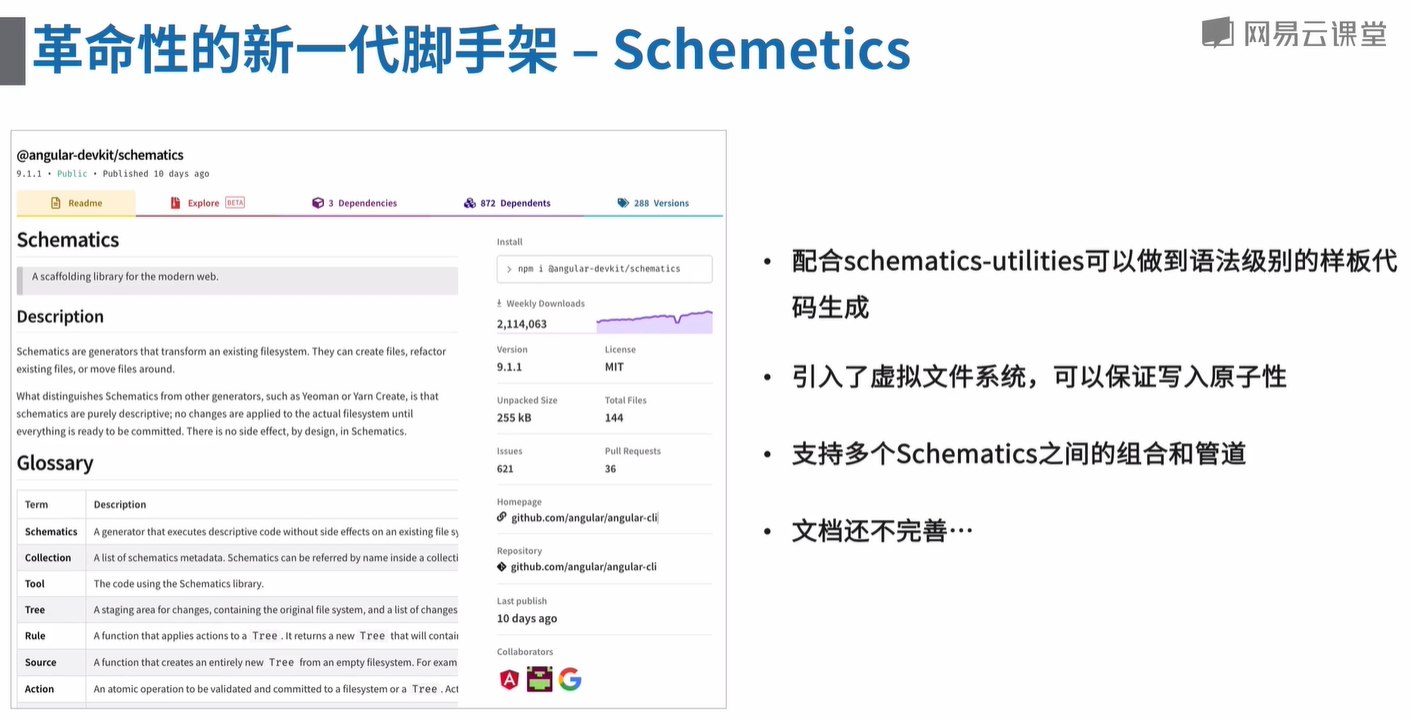 革命性的新一代脚手架 – Schemetics
网易云课堂
@angular-devkit/schematics
9.1.1 • Public • Published 10 days ago
Readme
Explore BETA
3 Dependencies
872 Dependents
288 Versions
Schematics
A scaffolding library for the modern web.
Description
Schematics are generators that transform an existing filesystem. They can create files, refactor
existing files, or move files around.
What distinguishes Schematics from other generators, such as Yeoman or Yarn Create, is that
schematics are purely descriptive; no changes are applied to the actual filesystem until
everything is ready to be committed. There is no side effect, by design, in Schematics.
Glossary
Term Description
Schematics A generator that executes descriptive code without side effects on an existing file sy
Collection A list of schematics metadata. Schematics can be referred by name inside a collecti
Tool The code using the Schematics library.
Tree A staging area for changes, containing the original file system, and a list of changes
Rule A function that applies actions to a Tree . It returns a new Tree that will contain
Source A function that creates an entirely new Tree from an empty filesystem. For exam
Action An atomic operation to be validated and committed to a filesystem or a Tree . Act
Install
> npm i @angular-devkit/schematics
Weekly Downloads
2,114,063
Version License
9.1.1 MIT
Unpacked Size Total Files
255 kB 144
Issues Pull Requests
621 36
Homepage
github.com/angular/angular-cli
Repository
github.com/angular/angular-cli
Last publish
10 days ago
Collaborators
• 配合schematics-utilities可以做到语法级别的样板代
码生成
• 引入了虚拟文件系统，可以保证写入原子性
• 支持多个Schematics之间的组合和管道
• 文档还不完善…